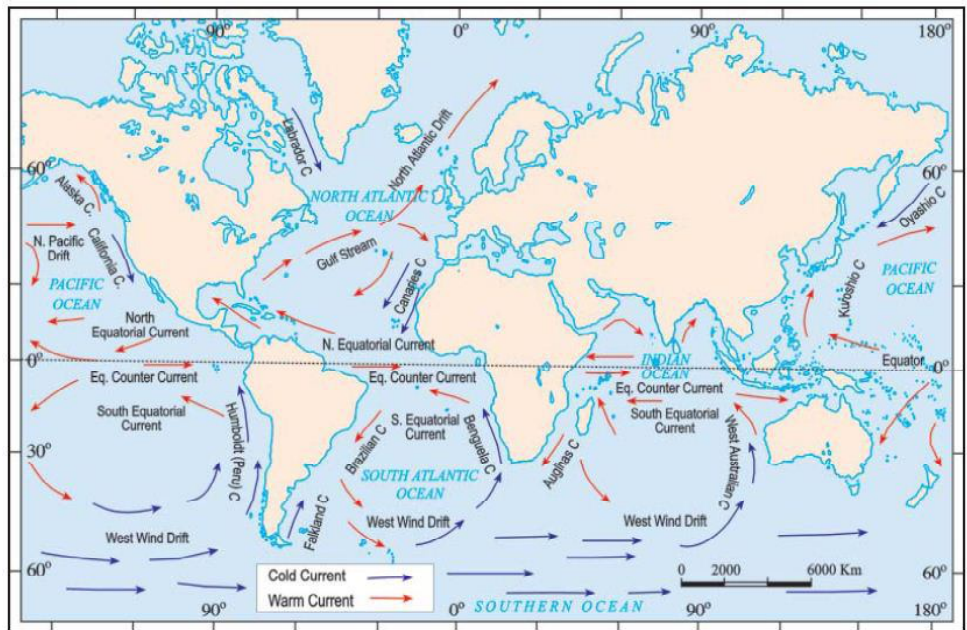 90°
0°
90°
180°
60°
60°
Labrador C
North Atlantic Drift
NORTH ATLANTIC
OCEAN
Alaska C.
Oyashio C
N. Pacific
Drift
California C.
Gulf Stream
Canaries C
Kuroshio C
PACIFIC
OCEAN
PACIFIC
OCEAN
North
Equatorial Current
N. Equatorial Current
Equator
0°
0°
INDIAN
OCEAN
Eq. Counter Current
Eq. Counter Current
Eq. Counter Current
South Equatorial
Current
Humboldt (Peru) C
Brazilian C
S. Equatorial
Current
Benguela C
Auginas C
South Equatorial
Current
West Australian C
30°
30°
SOUTH ATLANTIC
OCEAN
West Wind Drift
Falkland C
West Wind Drift
West Wind Drift
60°
60°
Cold Current
Warm Current
0 2000 6000 Km
90°
0°
SOUTHERN OCEAN
90°
180°